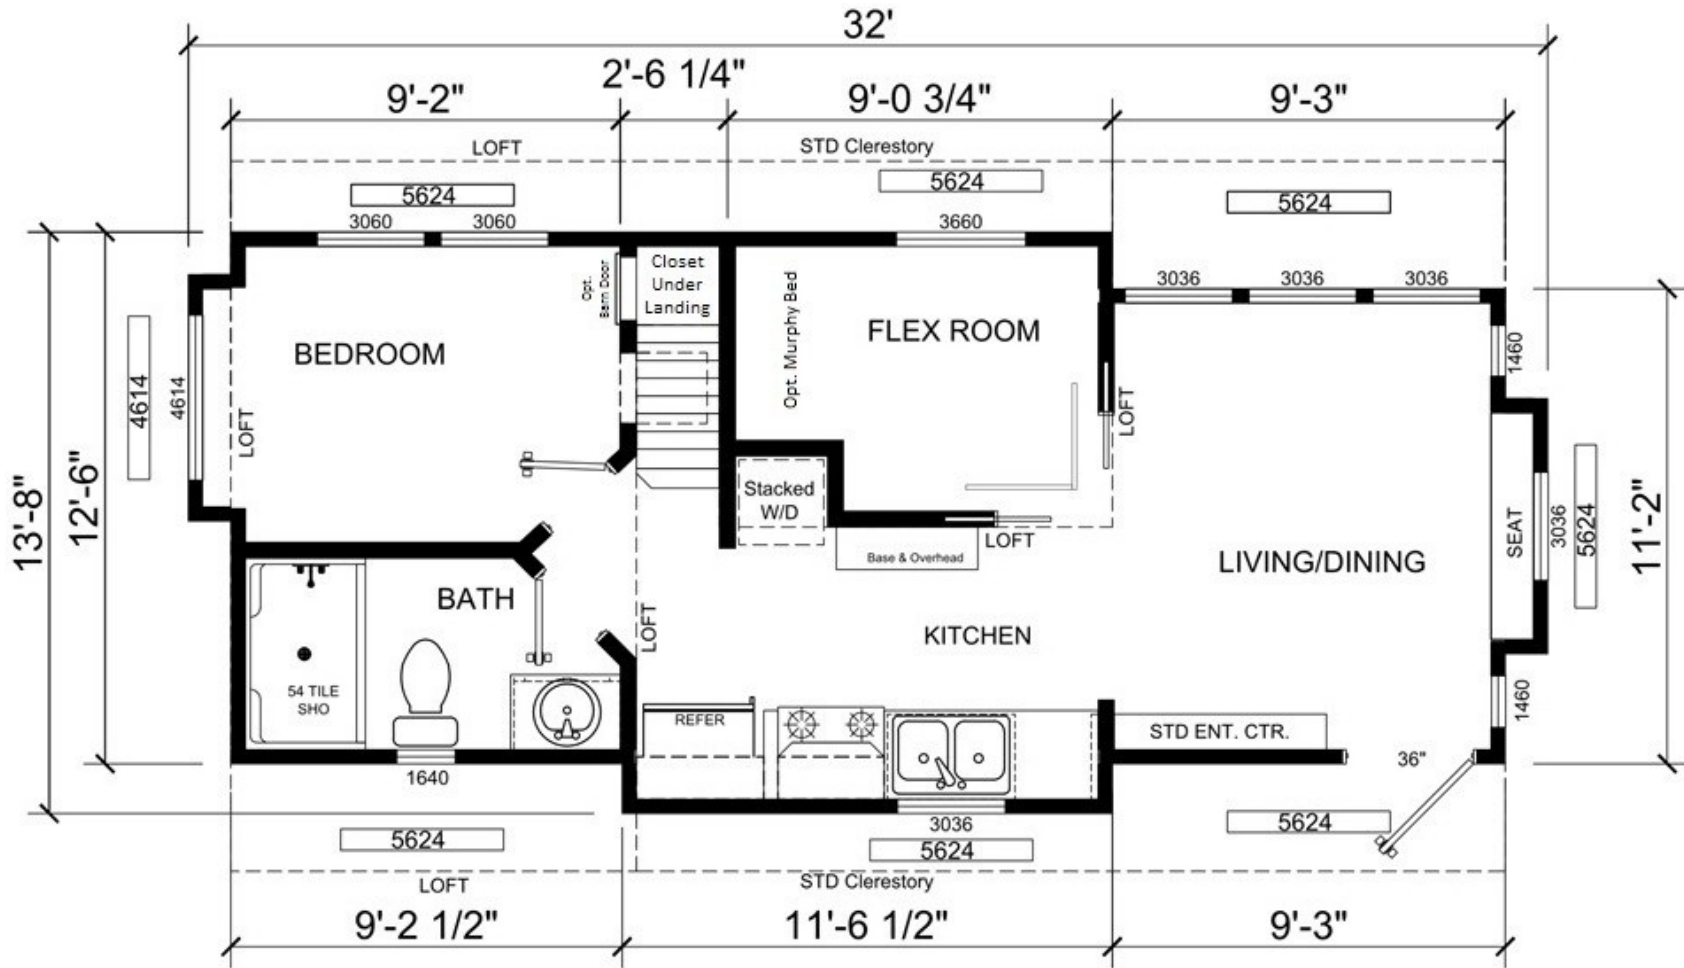 32'
2'-6 1/4"
9'-2"
9'-0 3/4"
9'-3"
LOFT
STD Clerestory
5624
5624
5624
3060
3060
3660
3036
3036
3036
Opt.
Barn Door
Closet
Under
Landing
Opt. Murphy Bed
FLEX ROOM
BEDROOM
1460
4614
4614
LOFT
LOFT
13'-8"
12'-6"
11'-2"
Stacked
W/D
LOFT
Base & Overhead
SEAT
3036
5624
LIVING/DINING
BATH
KITCHEN
LOFT
54 TILE
SHO
REFER
STD ENT. CTR.
1460
36"
1640
3036
5624
5624
5624
LOFT
STD Clerestory
9'-2 1/2"
11'-6 1/2"
9'-3"